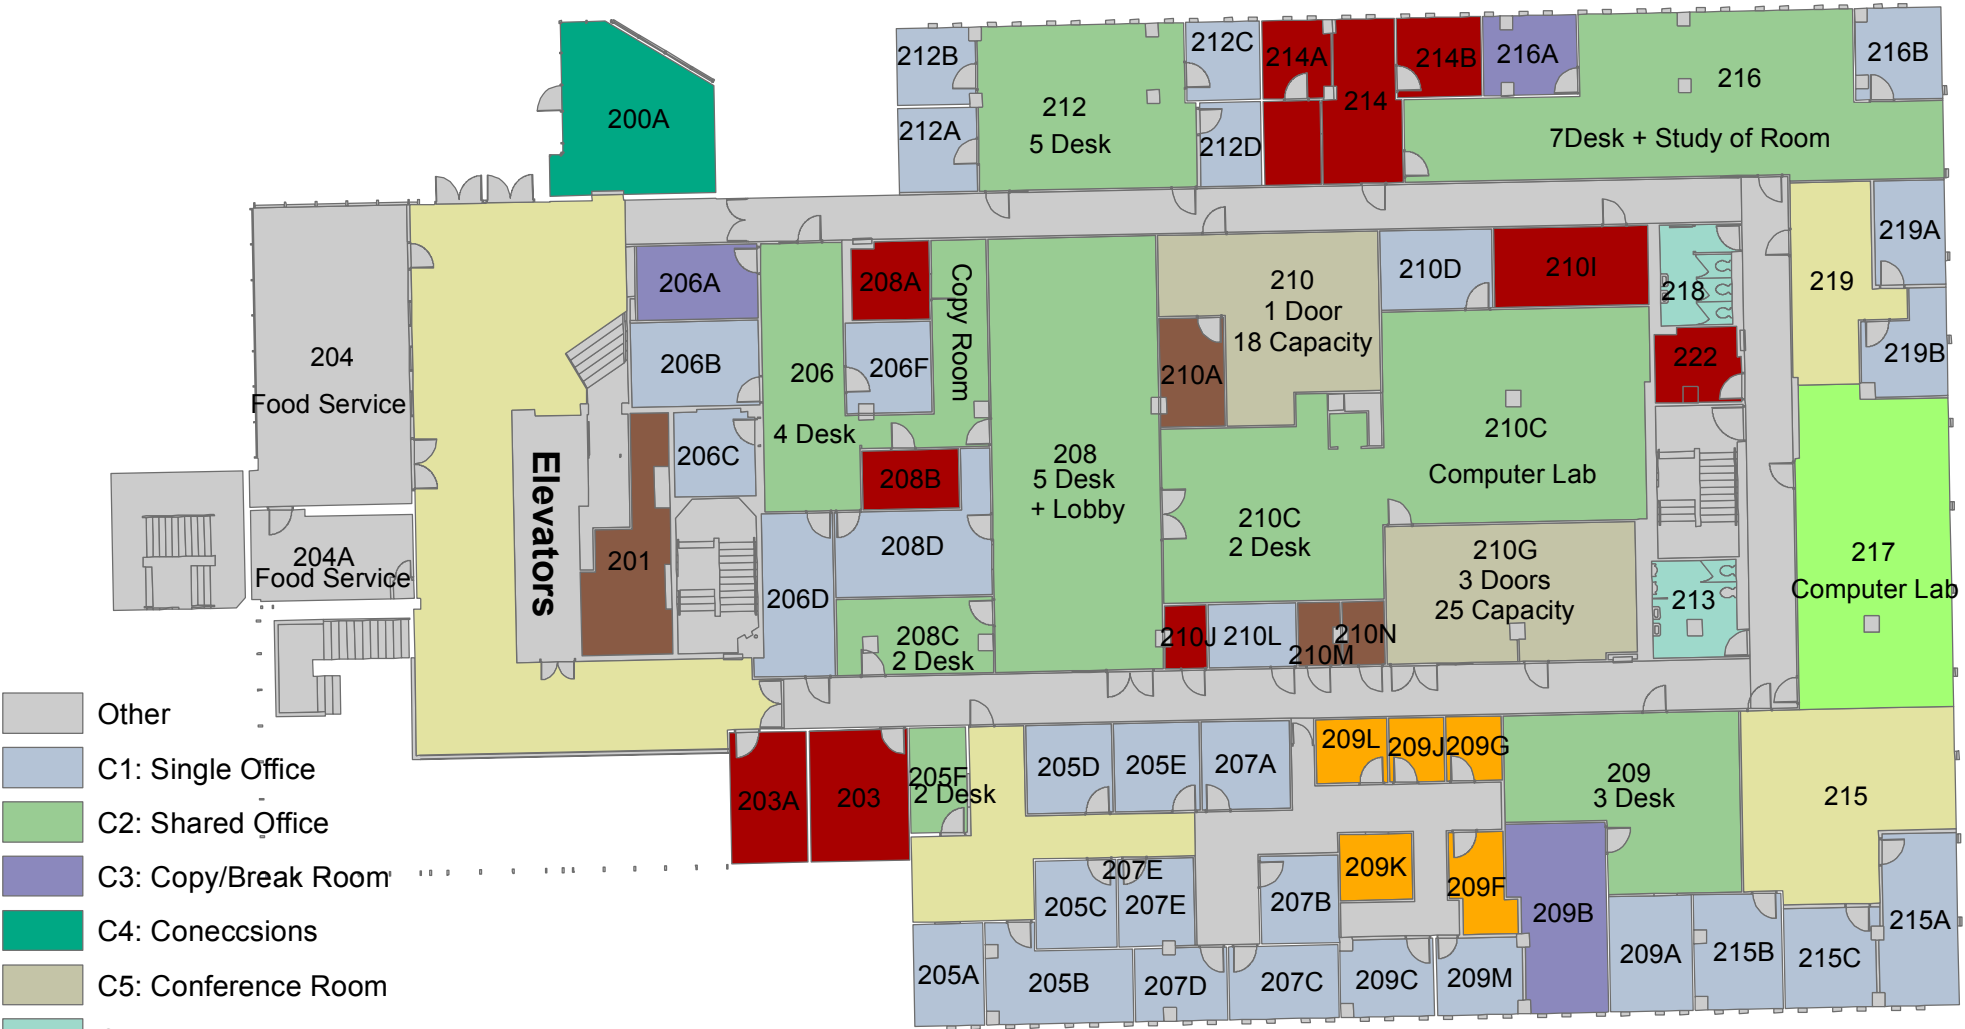 212B
212
5 Desk
212C
214A
214
214B
216A
216
7Desk + Study of Room
216B
200A
212A
212D
204
Food Service
204A
Food Service
Elevators
201
206A
206B
206C
206
4 Desk
208A
206F
Copy Room
208B
208D
206D
208C
2 Desk
208
5 Desk
+ Lobby
210
1 Door
18 Capacity
210A
210D
210I
210C
Computer Lab
210C
2 Desk
210G
3 Doors
25 Capacity
210J
210L
210M
210N
218
222
213
219
219A
219B
217
Computer Lab
203A
203
205F
2 Desk
205D
205E
207A
209L
209J
209G
209
3 Desk
215
207E
205C
207E
207B
209K
209F
209B
215A
205A
205B
207D
207C
209C
209M
209A
215B
215C
Other
C1: Single Office
C2: Shared Office
C3: Copy/Break Room
C4: Coneccsions
C5: Conference Room